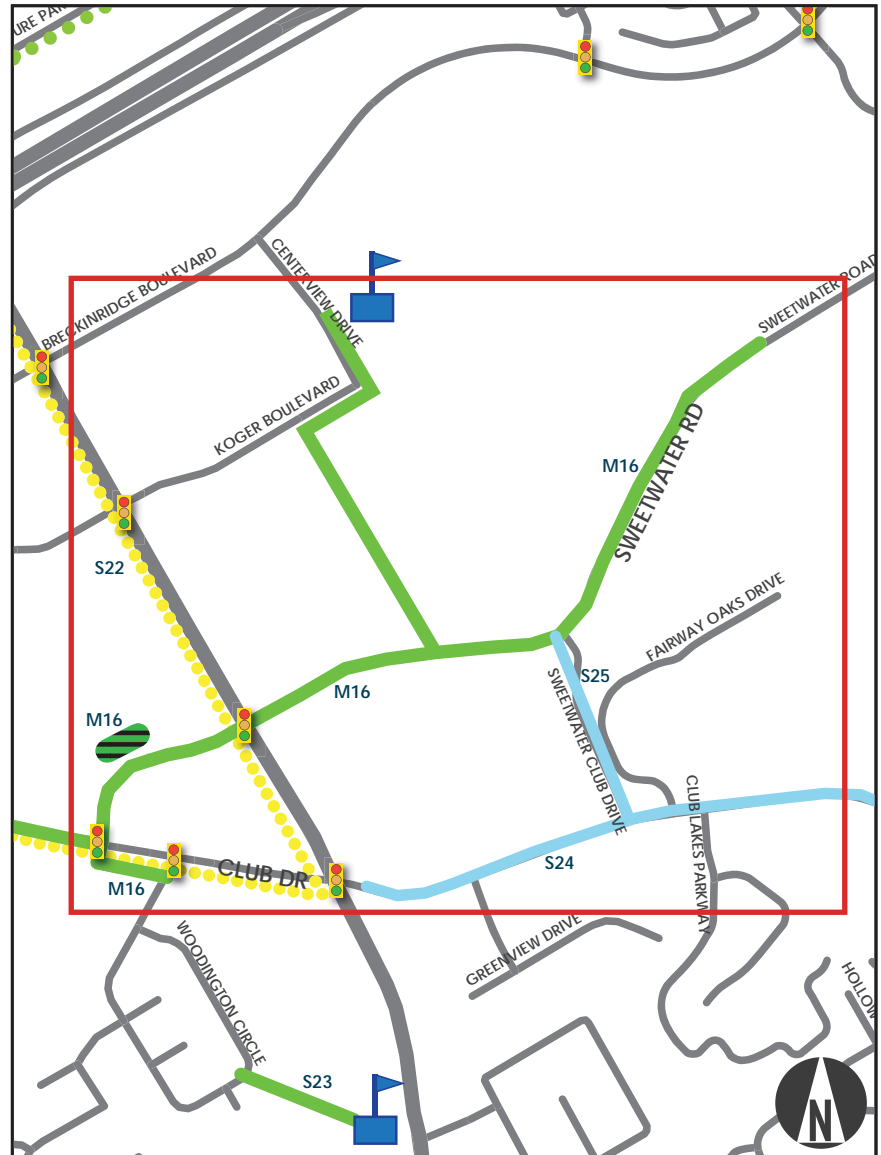 URE PAR
BRECKINRIDGE BOULEVARD
CENTERVIEW DRIVE
SWEETWATER ROAD
KOGER BOULEVARD
M16
SWEETWATER RD
S22
FAIRWAY OAKS DRIVE
S25
M16
SWEETWATER CLUB DRIVE
M16
CLUB LAKES PARKWAY
S24
CLUB DR
M16
GREENVIEW DRIVE
WOODINGTON CIRCLE
HOLLOW
S23
N